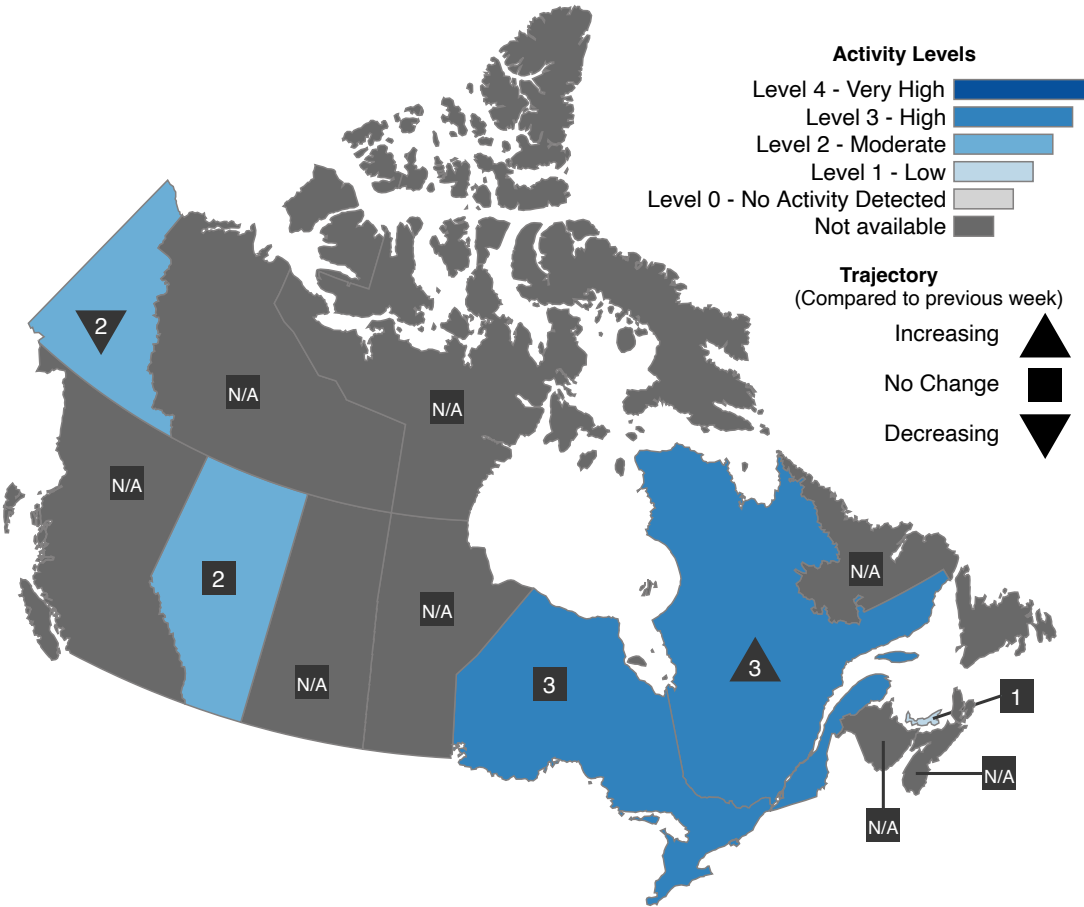 Activity Levels
Level 4 - Very High
Level 3 - High
Level 2 - Moderate
Level 1 - Low
Level 0 - No Activity Detected
Not available
Trajectory
(Compared to previous week)
Increasing
No Change
Decreasing
2
N/A
N/A
N/A
2
N/A
N/A
N/A
3
3
1
N/A
N/A